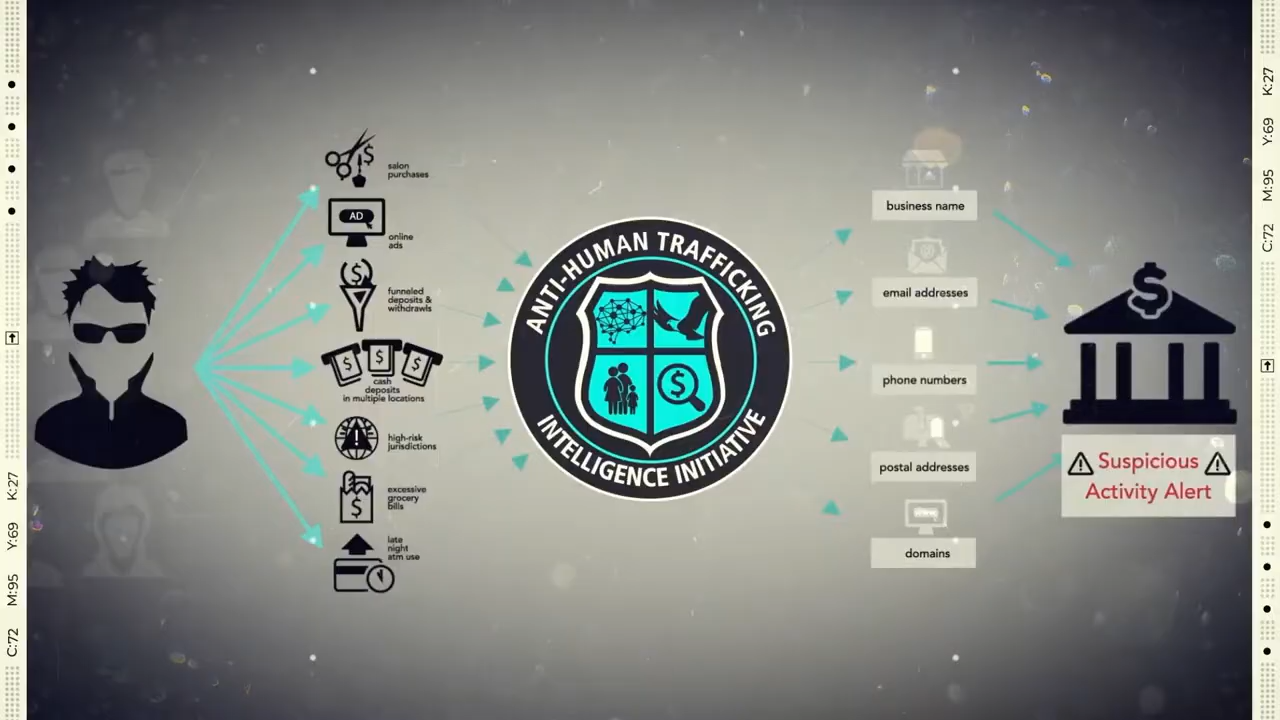 salon
purchases
AD
online
ads
$
funneled
deposits &
withdrawls
$ $ $
cash
deposits
in multiple locations
high-risk
jurisdictions
$
excessive
grocery
bills
late
night
atm use
ANTI-HUMAN TRAFFICKING
$
INTELLIGENCE INITIATIVE
business name
email addresses
phone numbers
postal addresses
www
domains
$
Suspicious
Activity Alert
C:72 M:95 Y:69 K:27
K:27 Y:69 M:95 C:72